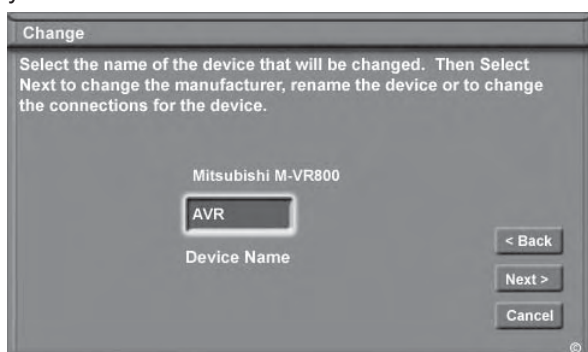 Change
Select the name of the device that will be changed.  Then Select
Next to change the manufacturer, rename the device or to change
the connections for the device.
Mitsubishi M-VR800
AVR
Device Name
< Back
Next >
Cancel
©